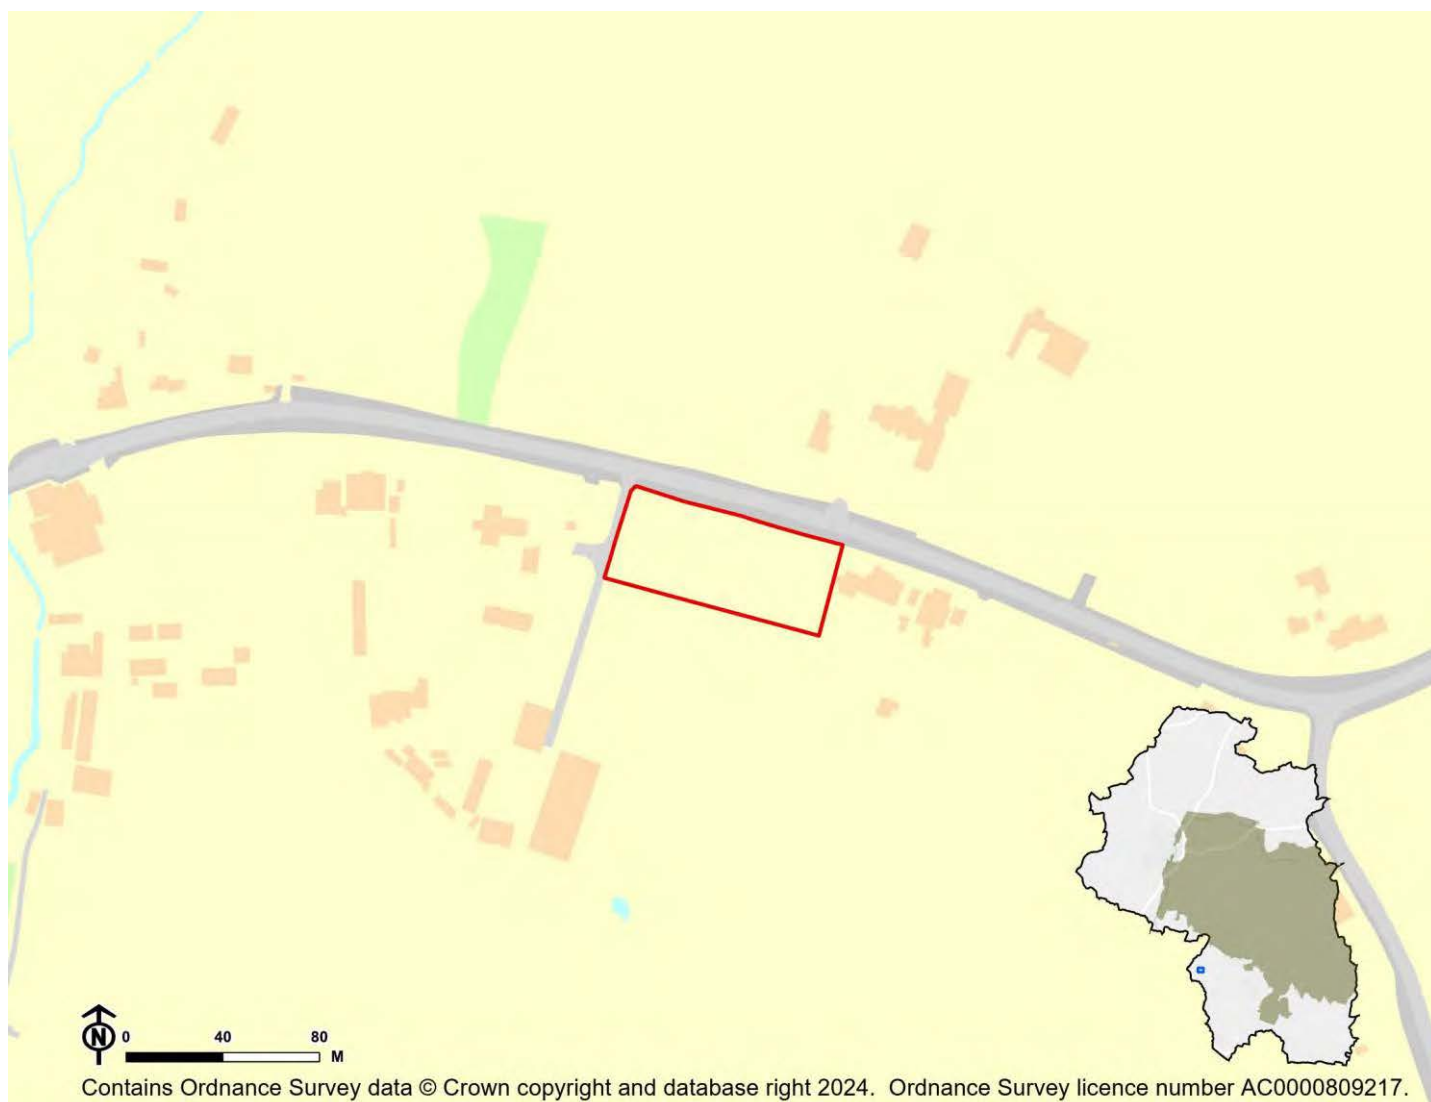 N 0 40 80
M
Contains Ordnance Survey data © Crown copyright and database right 2024. Ordnance Survey licence number AC0000809217.